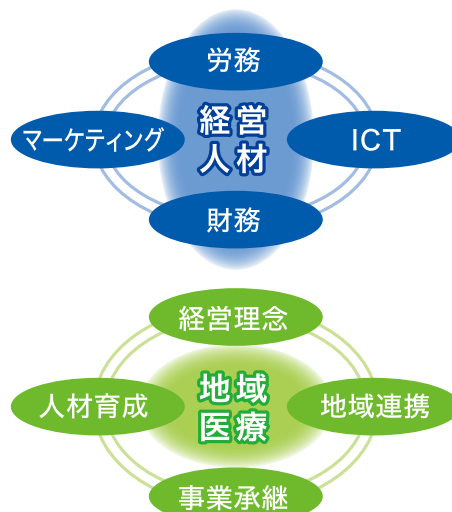 労務
経営
人材
マーケティング
ICT
財務
経営理念
地域
医療
人材育成
地域連携
事業承継